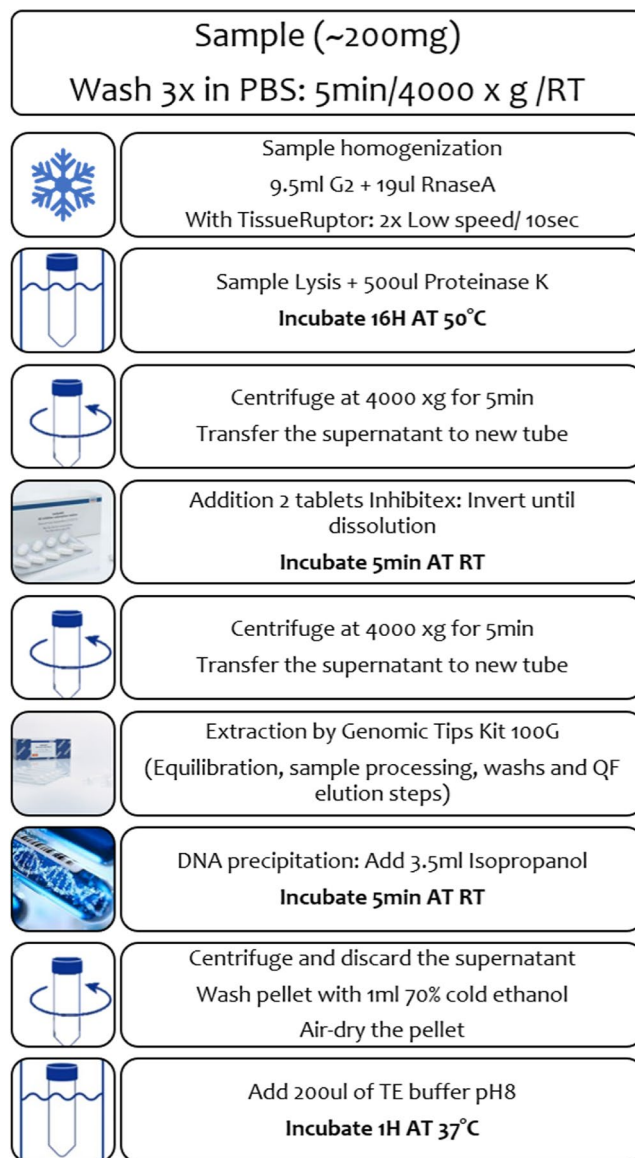 Sample (~200mg)
Wash 3x in PBS: 5min/4000 x g /RT
Sample homogenization
9.5ml G2 + 19ul RnaseA
With TissueRuptor: 2x Low speed/ 10sec
Sample Lysis + 500ul Proteinase K
Incubate 16H AT 50°C
Centrifuge at 4000 xg for 5min
Transfer the supernatant to new tube
Addition 2 tablets Inhibitex: Invert until
dissolution
Incubate 5min AT RT
Centrifuge at 4000 xg for 5min
Transfer the supernatant to new tube
Extraction by Genomic Tips Kit 100G
(Equilibration, sample processing, washs and QF
elution steps)
DNA precipitation: Add 3.5ml Isopropanol
Incubate 5min AT RT
Centrifuge and discard the supernatant
Wash pellet with 1ml 70% cold ethanol
Air-dry the pellet
Add 200ul of TE buffer pH8
Incubate 1H AT 37°C